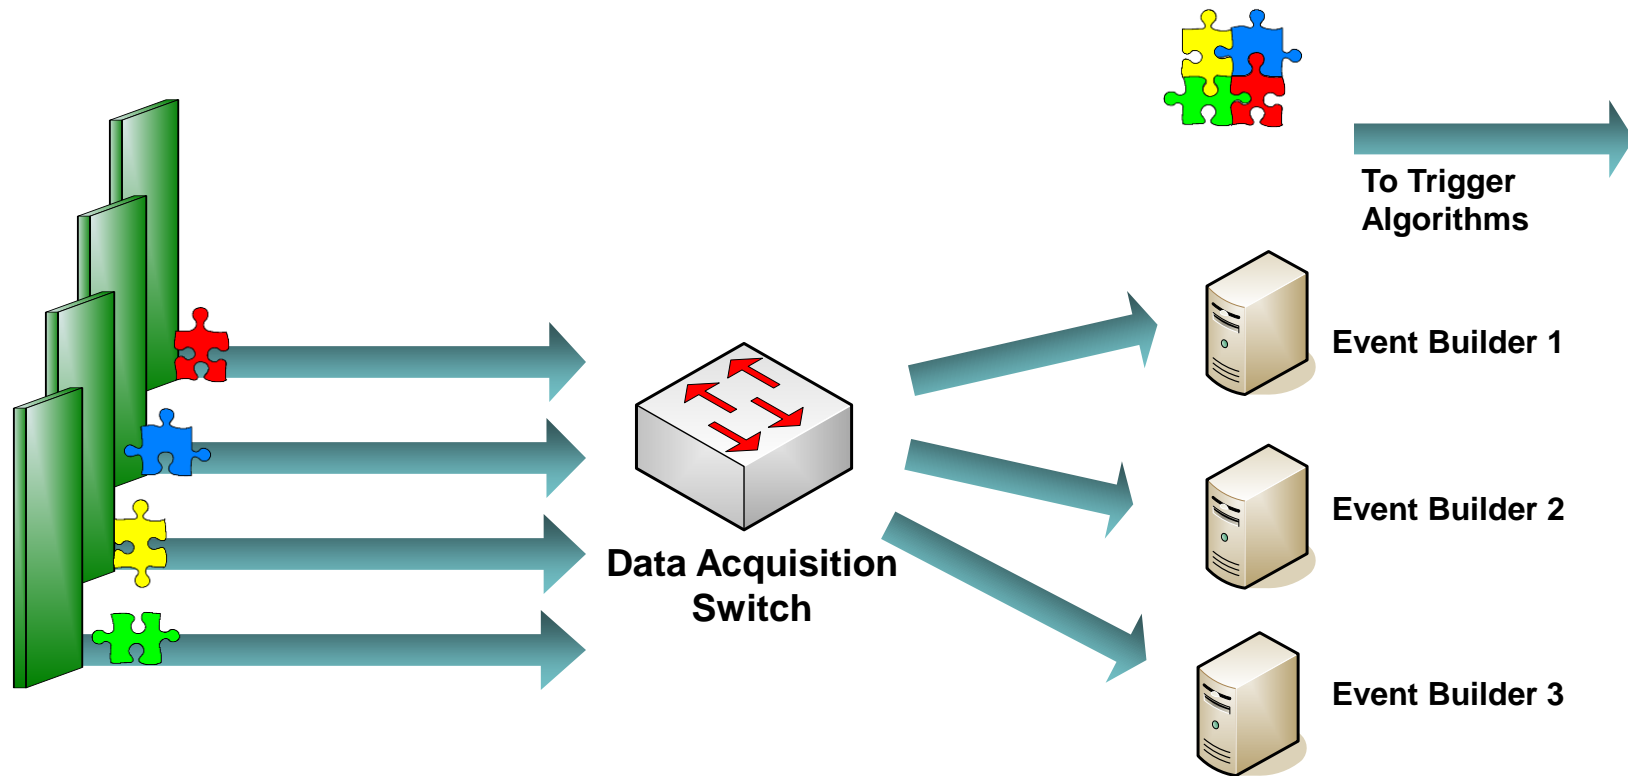 To Trigger
Algorithms
Event Builder 1
Event Builder 2
Data Acquisition
Switch
Event Builder 3